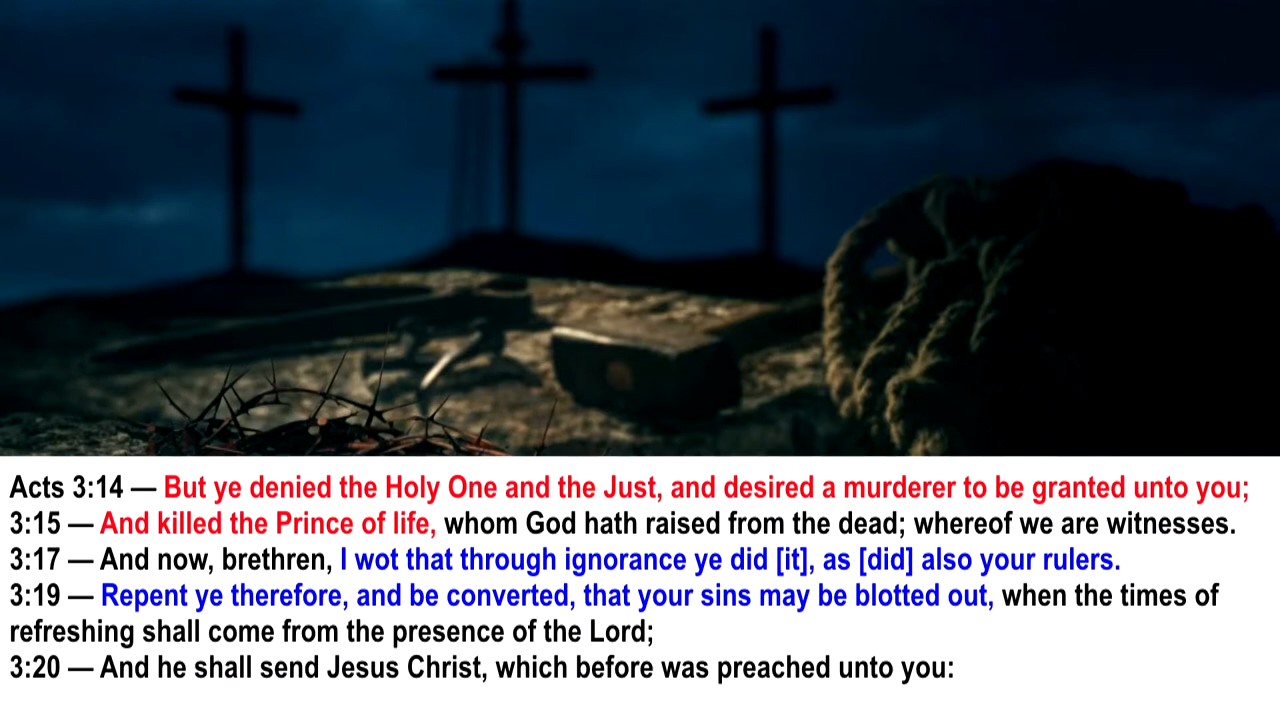 Acts 3:14 — But ye denied the Holy One and the Just, and desired a murderer to be granted unto you;
3:15 — And killed the Prince of life, whom God hath raised from the dead; whereof we are witnesses.
3:17 — And now, brethren, I wot that through ignorance ye did [it], as [did] also your rulers.
3:19 — Repent ye therefore, and be converted, that your sins may be blotted out, when the times of
refreshing shall come from the presence of the Lord;
3:20 — And he shall send Jesus Christ, which before was preached unto you: